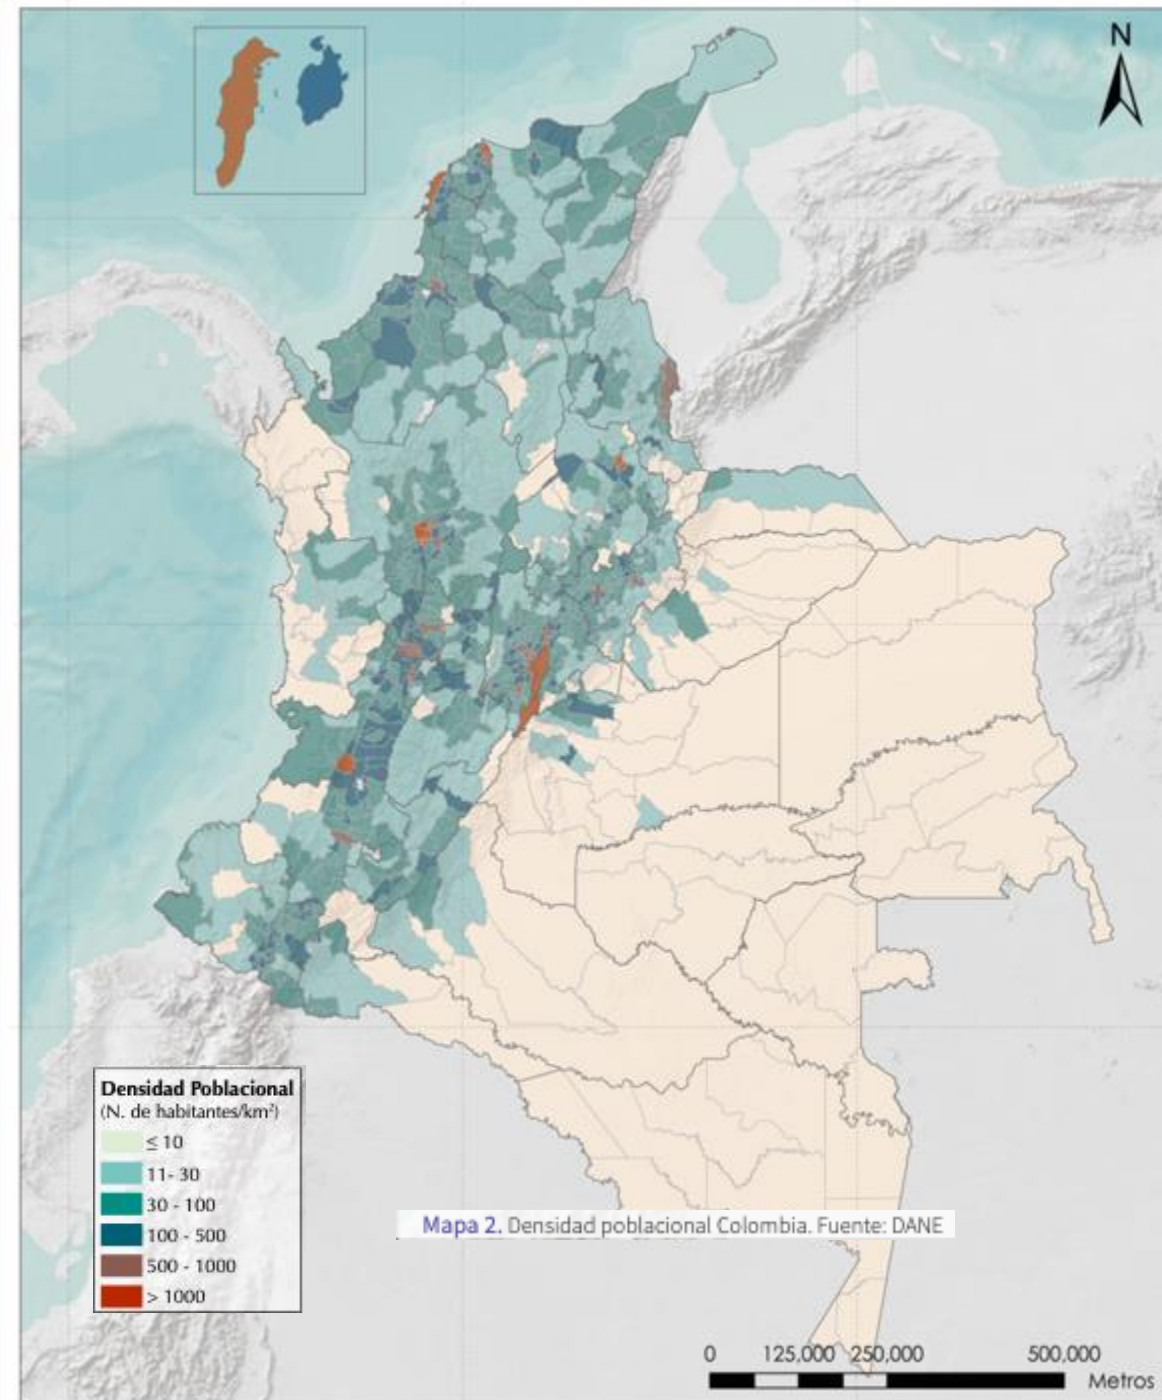 N
Densidad Poblacional
(N. de habitantes/km²)
≤ 10
11- 30
30 - 100
100 - 500
500 - 1000
> 1000
Mapa 2. Densidad poblacional Colombia. Fuente: DANE
0 125,000 250,000 500,000
Metros